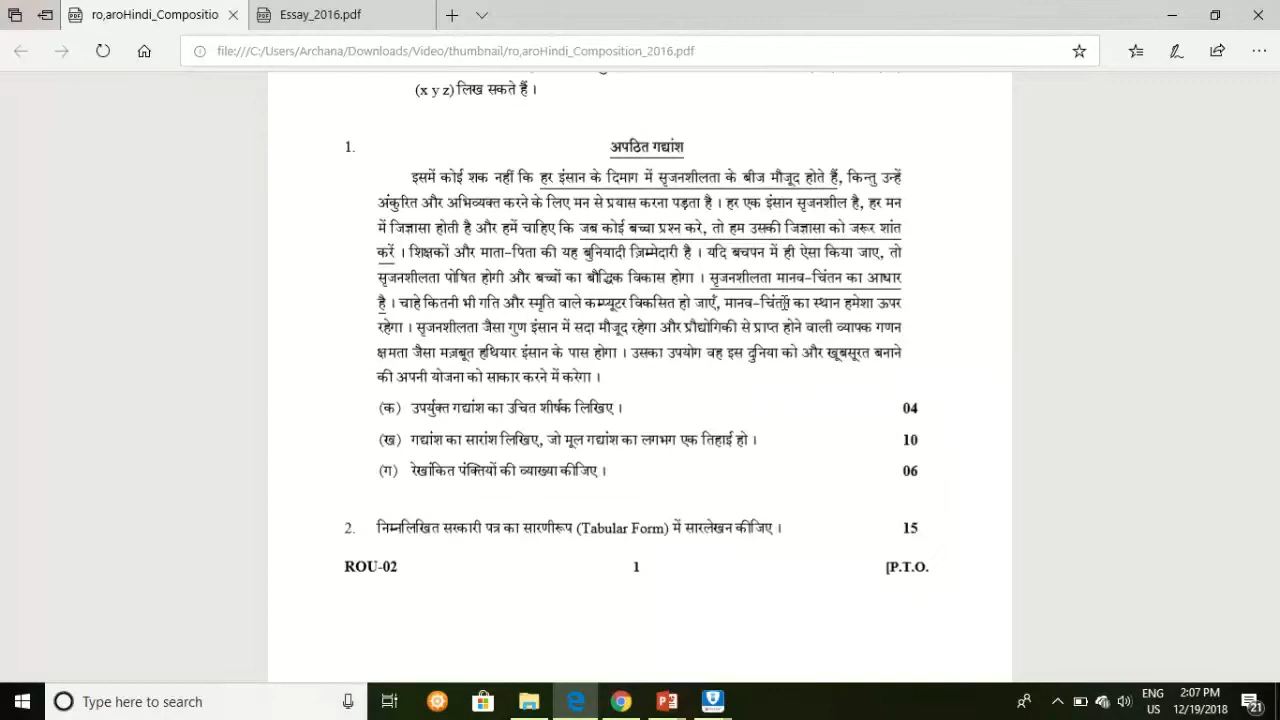 ro,aroHindi_Compositio
Essay_2016.pdf
file:///C:/Users/Archana/Downloads/Video/thumbnail/ro,aroHindi_Composition_2016.pdf
(x y z) लिख सकते हैं ।
1. अपठित गद्यांश
इसमें कोई शक नहीं कि हर इंसान के दिमाग में सृजनशीलता के बीज मौजूद होते हैं, किन्तु उन्हें
अंकुरित और अभिव्यक्त करने के लिए मन से प्रयास करना पड़ता है । हर एक इंसान सृजनशील है, हर मन
में जिज्ञासा होती है और हमें चाहिए कि जब कोई बच्चा प्रश्न करे, तो हम उसकी जिज्ञासा को जरूर शांत
करें । शिक्षकों और माता-पिता की यह बुनियादी ज़िम्मेदारी है । यदि बचपन में ही ऐसा किया जाए, तो
सृजनशीलता पोषित होगी और बच्चों का बौद्धिक विकास होगा । सृजनशीलता मानव-चिंतन का आधार
है । चाहे कितनी भी गति और स्मृति वाले कम्प्यूटर विकसित हो जाएँ, मानव-चिंतन का स्थान हमेशा ऊपर
रहेगा । सृजनशीलता जैसा गुण इंसान में सदा मौजूद रहेगा और प्रौद्योगिकी से प्राप्त होने वाली व्यापक गणन
क्षमता जैसा मज़बूत हथियार इंसान के पास होगा । उसका उपयोग वह इस दुनिया को और खूबसूरत बनाने
की अपनी योजना को साकार करने में करेगा ।
(क) उपर्युक्त गद्यांश का उचित शीर्षक लिखिए । 04
(ख) गद्यांश का सारांश लिखिए, जो मूल गद्यांश का लगभग एक तिहाई हो । 10
(ग) रेखांकित पंक्तियों की व्याख्या कीजिए । 06
2. निम्नलिखित सरकारी पत्र का सारणीरूप (Tabular Form) में सारलेखन कीजिए । 15
ROU-02 1 [P.T.O.
Type here to search
ENG 2:07 PM
US 12/19/2018 21